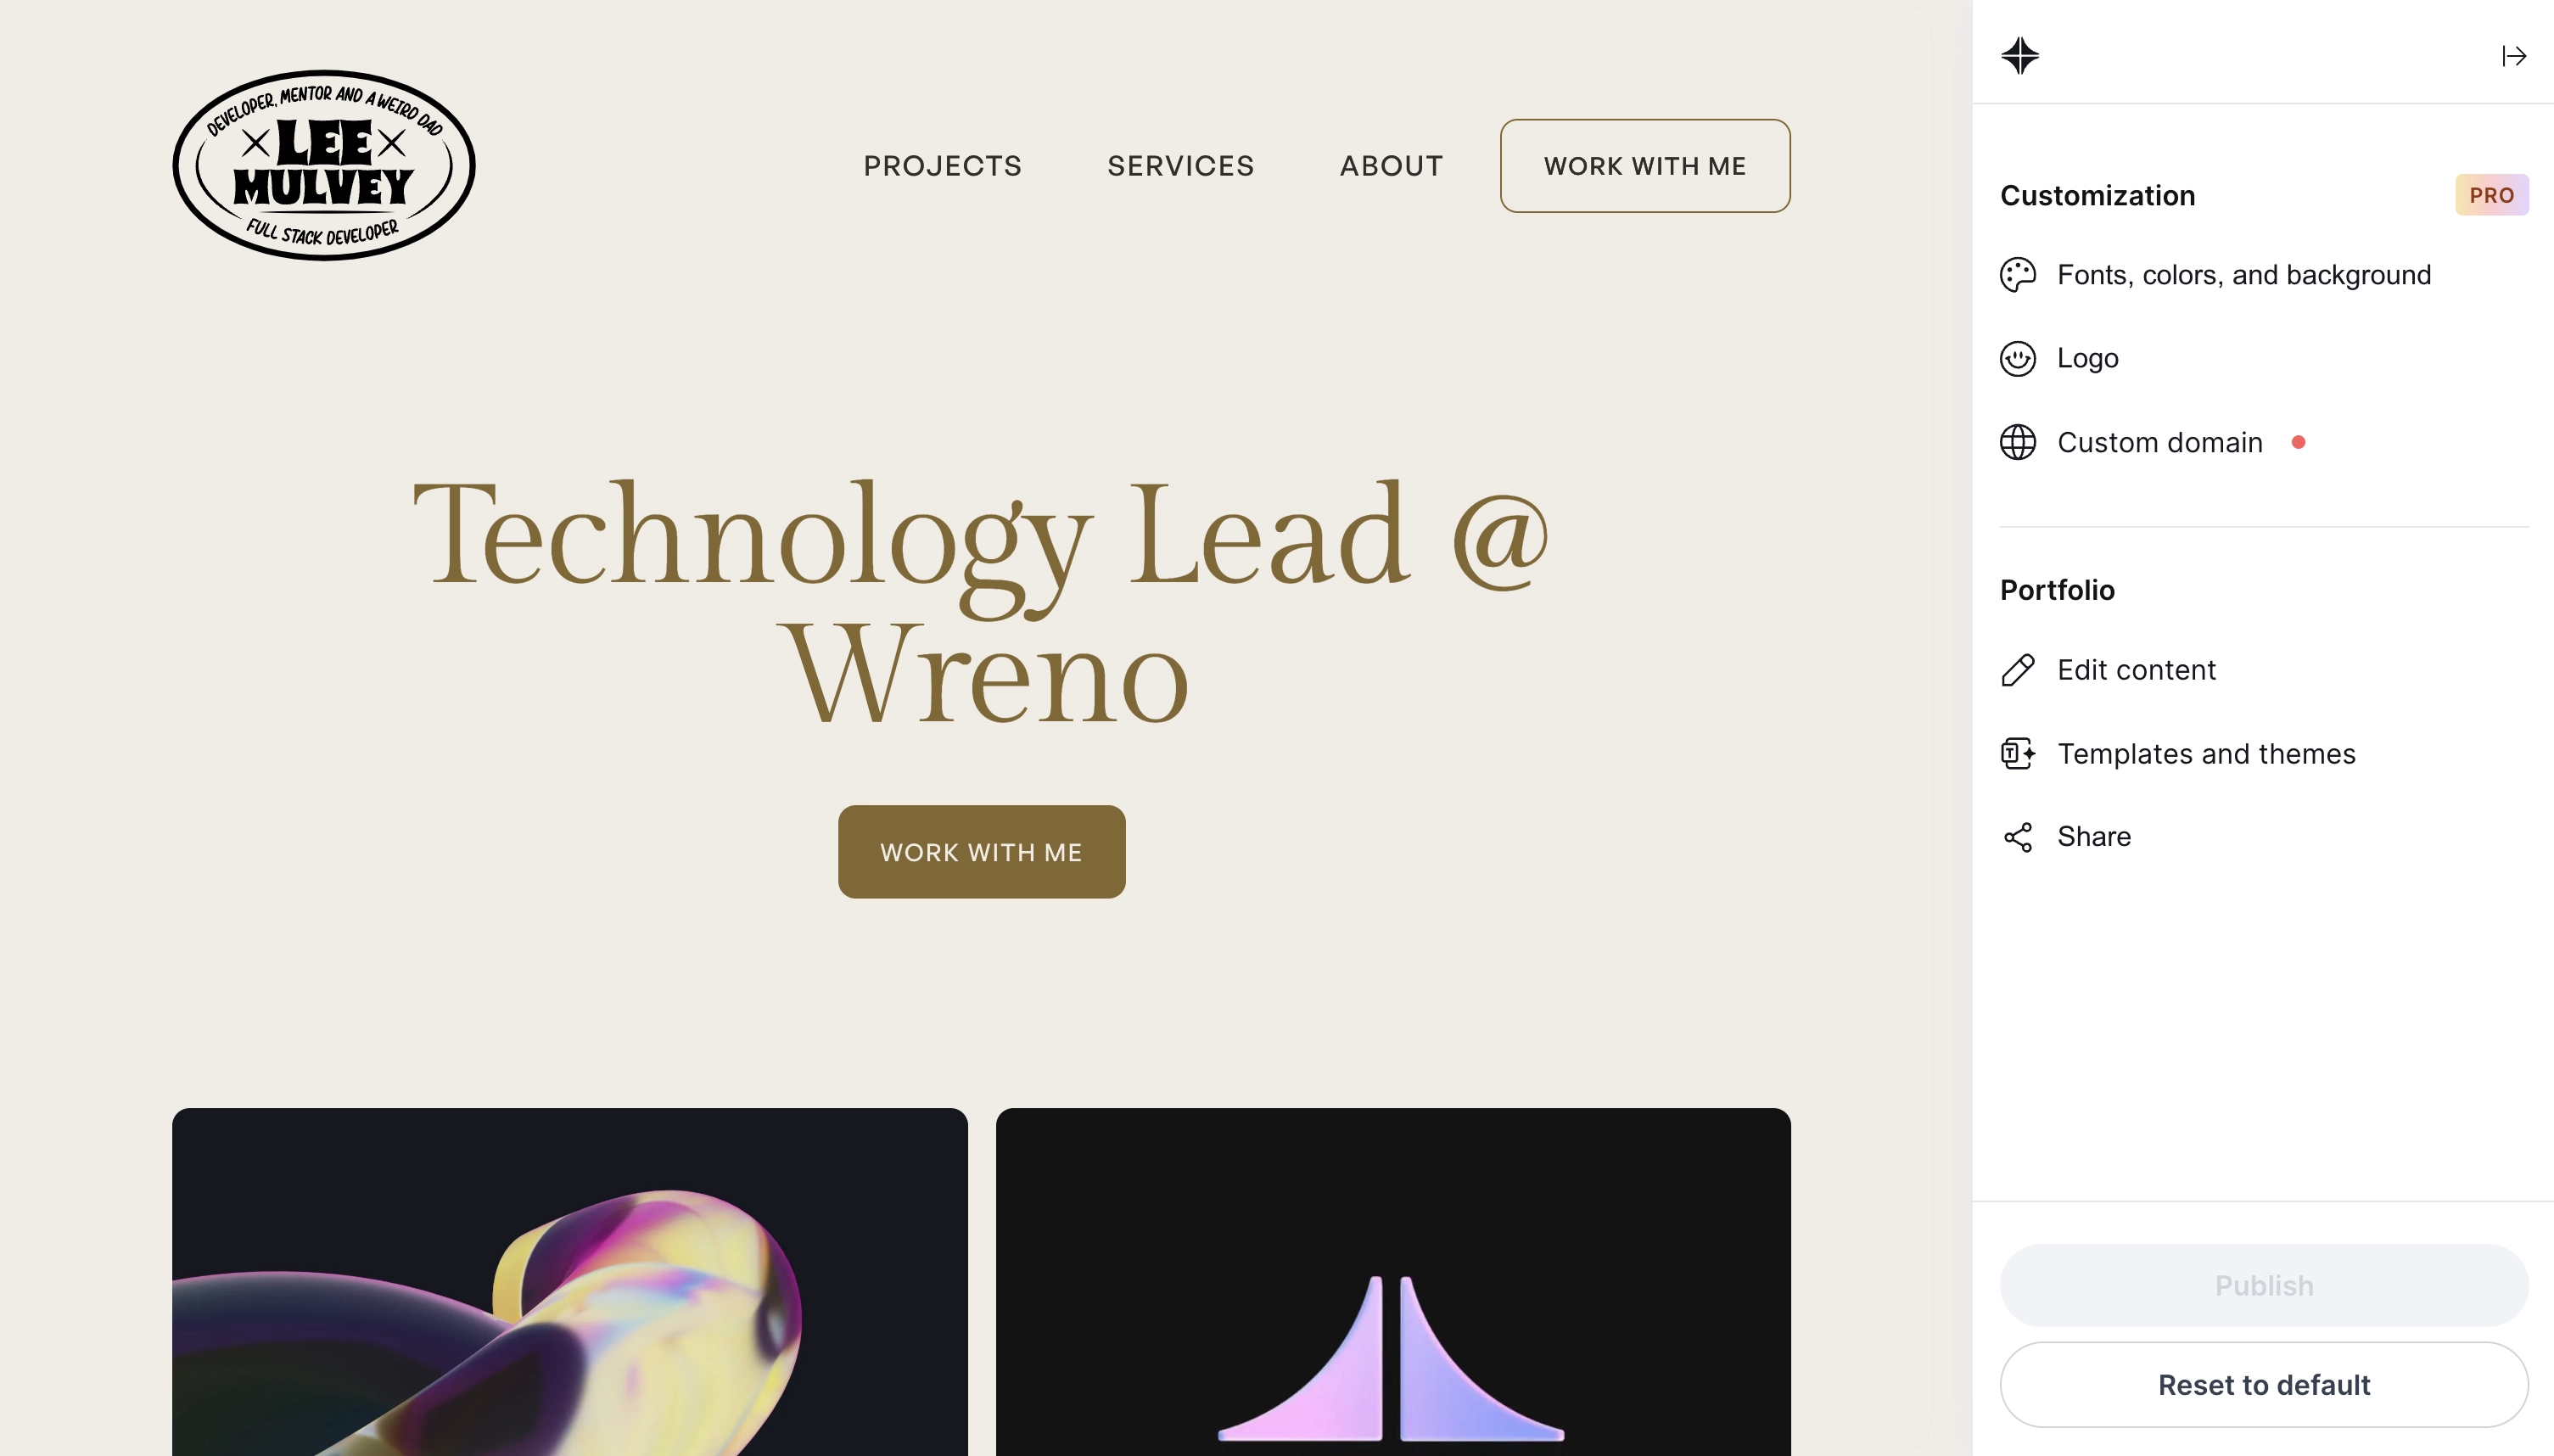 DEVELOPER, MENTOR AND A WEIRD DAD
LEE
MULVEY
FULL STACK DEVELOPER
PROJECTS
SERVICES
ABOUT
WORK WITH ME
Technology Lead @
Wreno
WORK WITH ME
Customization
PRO
Fonts, colors, and background
Logo
Custom domain
Portfolio
Edit content
Templates and themes
Share
Publish
Reset to default